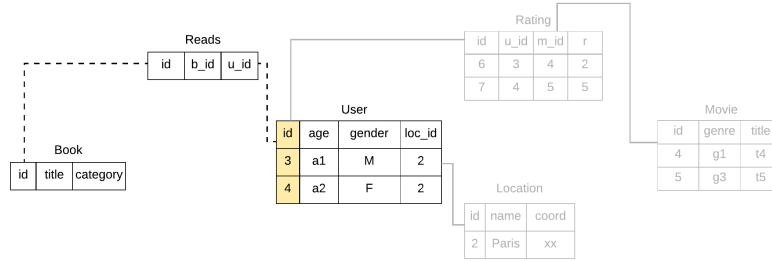 Rating
id u_id m_id r
6 3 4 2
7 4 5 5
Reads
id b_id u_id
User
id age gender loc_id
3 a1 M 2
4 a2 F 2
Movie
id genre title
4 g1 t4
5 g3 t5
Book
id title category
Location
id name coord
2 Paris xx